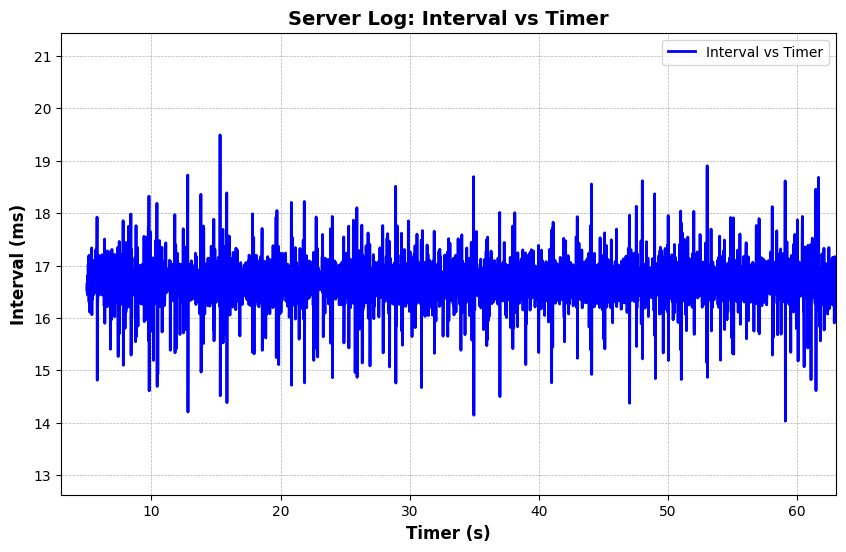 Server Log: Interval vs Timer
Interval vs Timer
21
20
19
18
17
16
15
14
13
Interval (ms)
10 20 30 40 50 60
Timer (s)